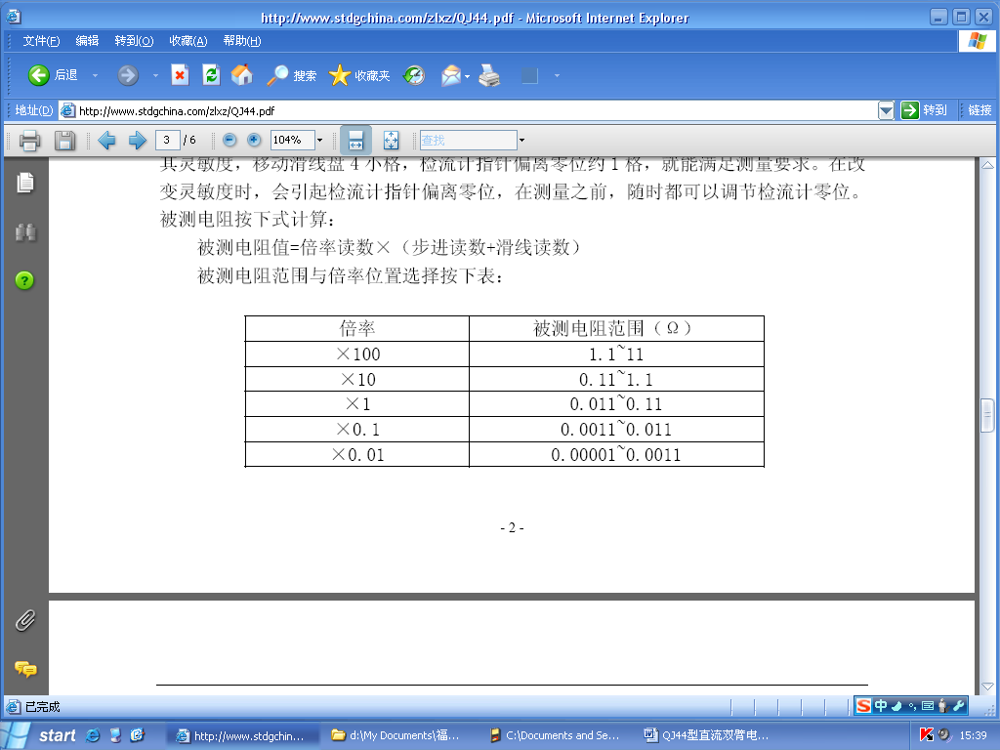 http://www.stdgchina.com/zlxz/QJ44.pdf - Microsoft Internet Explorer
文件(F) 编辑 转到(O) 收藏(A) 帮助(H)
后退 搜索 收藏夹
地址(D) http://www.stdgchina.com/zlxz/QJ44.pdf 转到 链接
3 / 6 104% 查找
其灵敏度，移动滑线盘 4 小格，检流计指针偏离零位约 1 格，就能满足测量要求。在改
变灵敏度时，会引起检流计指针偏离零位，在测量之前，随时都可以调节检流计零位。
被测电阻按下式计算：
被测电阻值=倍率读数×（步进读数+滑线读数）
被测电阻范围与倍率位置选择按下表：
倍率 被测电阻范围（Ω）
×100 1.1~11
×10 0.11~1.1
×1 0.011~0.11
×0.1 0.0011~0.011
×0.01 0.00001~0.0011
- 2 -
已完成
S 中
start http://www.stdgchin... d:\My Documents\福... C:\Documents and Se... QJ44型直流双臂电... 15:39